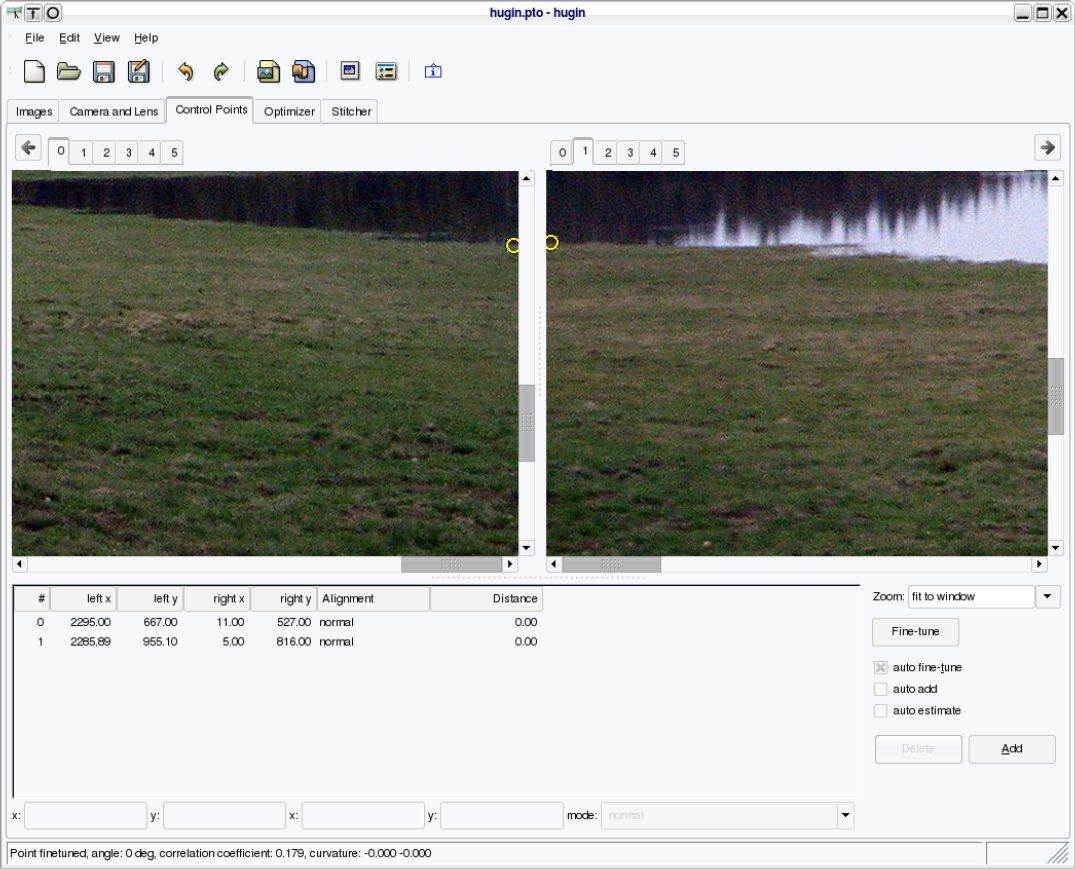 hugin.pto - hugin
File Edit View Help
Images Camera and Lens Control Points Optimizer Stitcher
0 1 2 3 4 5 0 1 2 3 4 5
# left x left y right x right y Alignment Distance
0 2295.00 667.00 11.00 527.00 normal 0.00
1 2285.89 955.10 5.00 816.00 normal 0.00
Zoom: fit to window
Fine-tune
auto fine-tune
auto add
auto estimate
Delete Add
x: y: x: y: mode: normal
Point finetuned, angle: 0 deg, correlation coefficient: 0.179, curvature: -0.000 -0.000